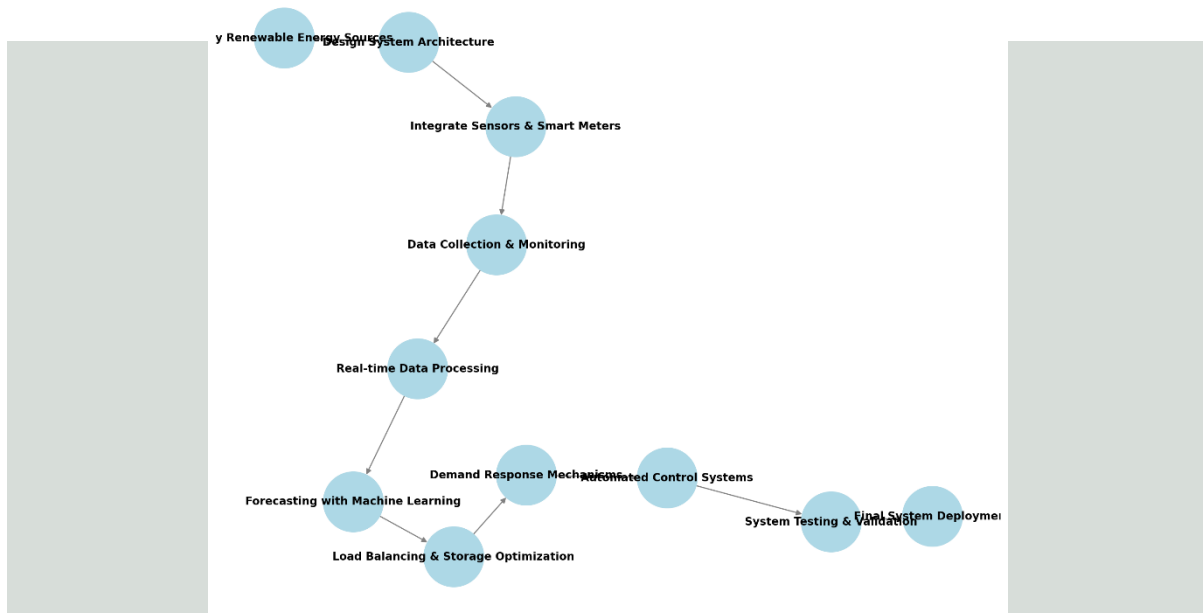 y Renewable Energy Sources
Design System Architecture
Integrate Sensors & Smart Meters
Data Collection & Monitoring
Real-time Data Processing
Forecasting with Machine Learning
Load Balancing & Storage Optimization
Demand Response Mechanisms
Automated Control Systems
System Testing & Validation
Final System Deployme